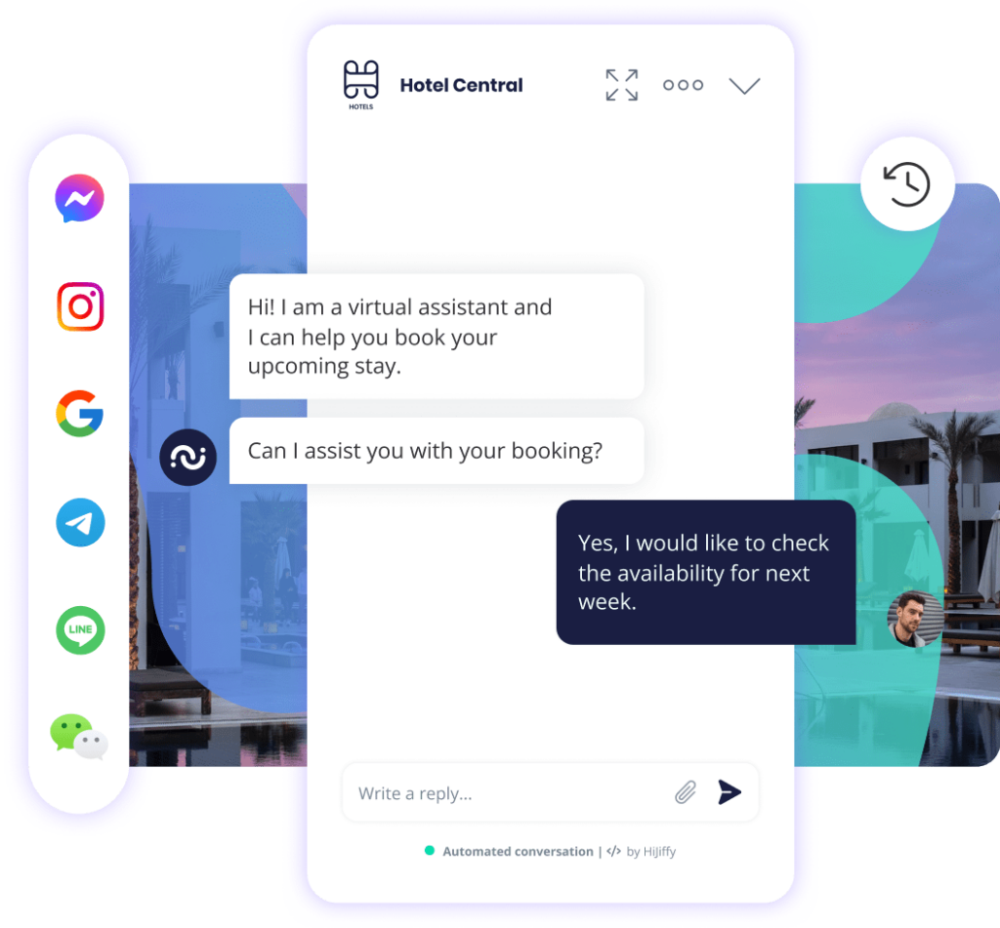 HOTELS
Hotel Central
Hi! I am a virtual assistant and
I can help you book your
upcoming stay.
Can I assist you with your booking?
Yes, I would like to check
the availability for next
week.
LINE
Write a reply...
Automated conversation | </> by HiJiffy